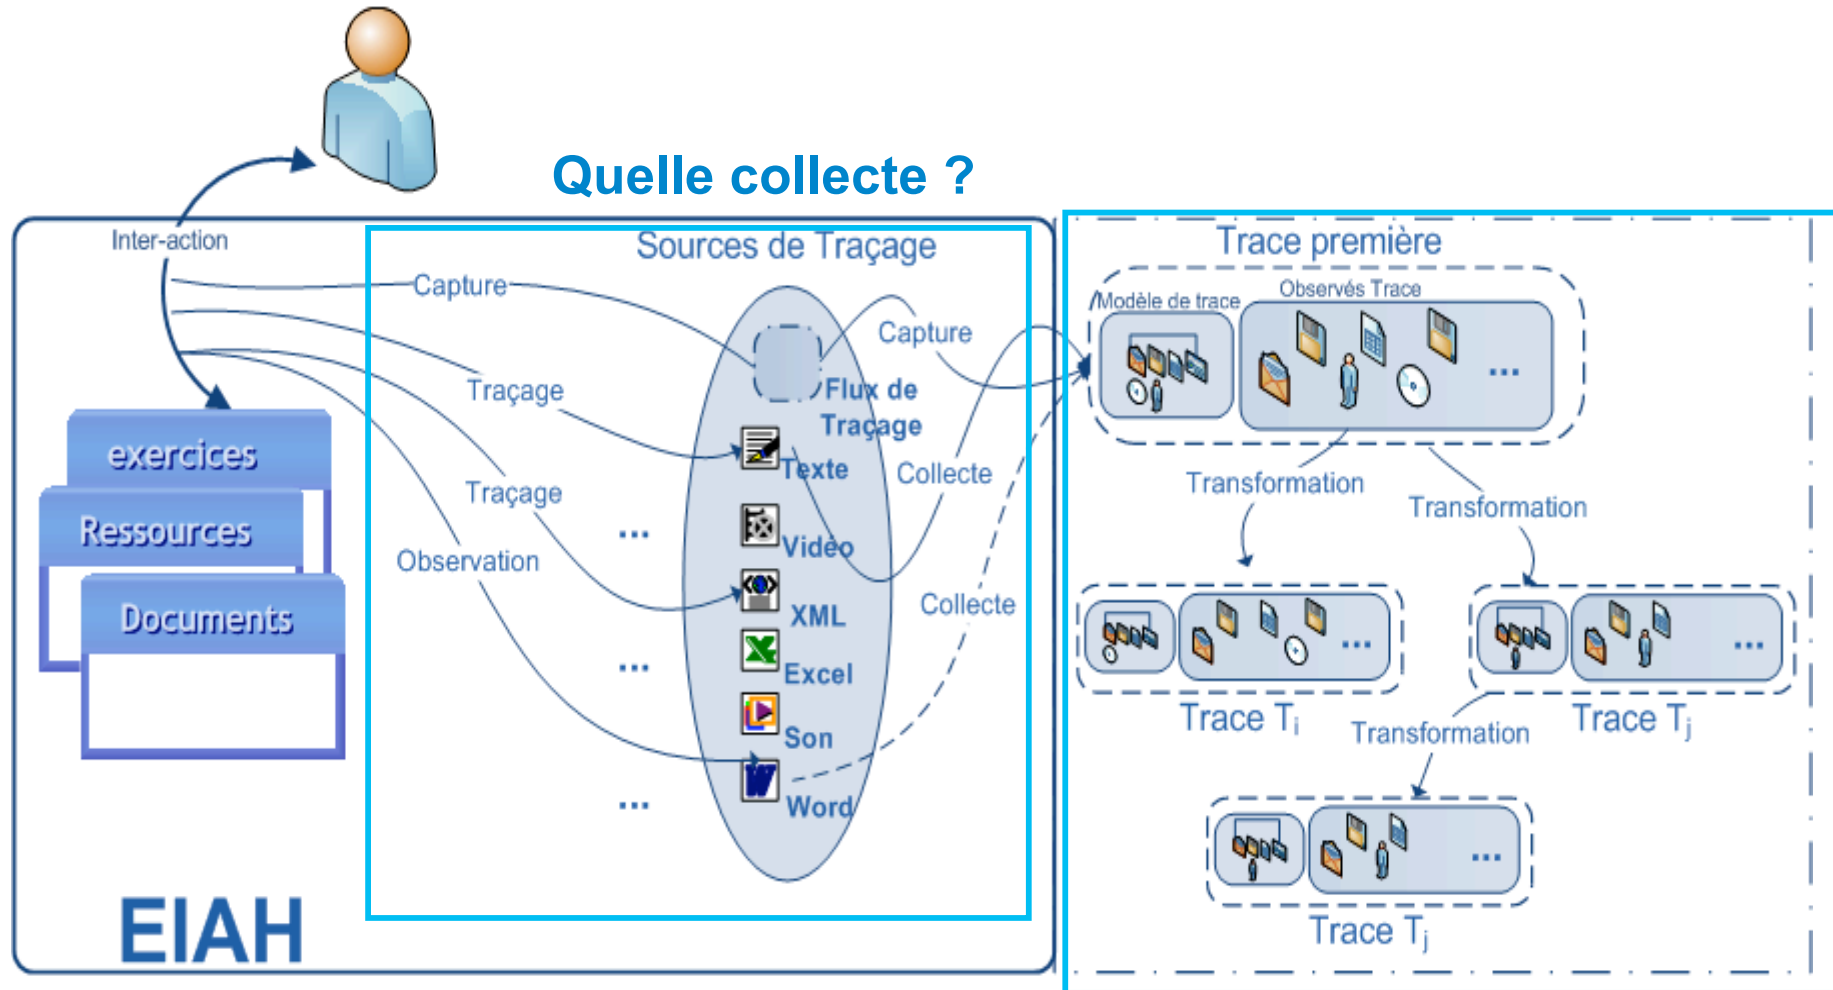 Quelle collecte ?
Inter-action
Sources de Traçage
Trace première
Capture
Modèle de trace
Observés Trace
Capture
...
Traçage
Flux de
Traçage
exercices
Texte
Collecte
Transformation
Traçage
Transformation
Ressources
...
Vidéo
Observation
Collecte
Documents
XML
...
...
...
Excel
Trace Ti
Trace Tj
Son
Transformation
...
Word
...
EIAH
Trace Tj